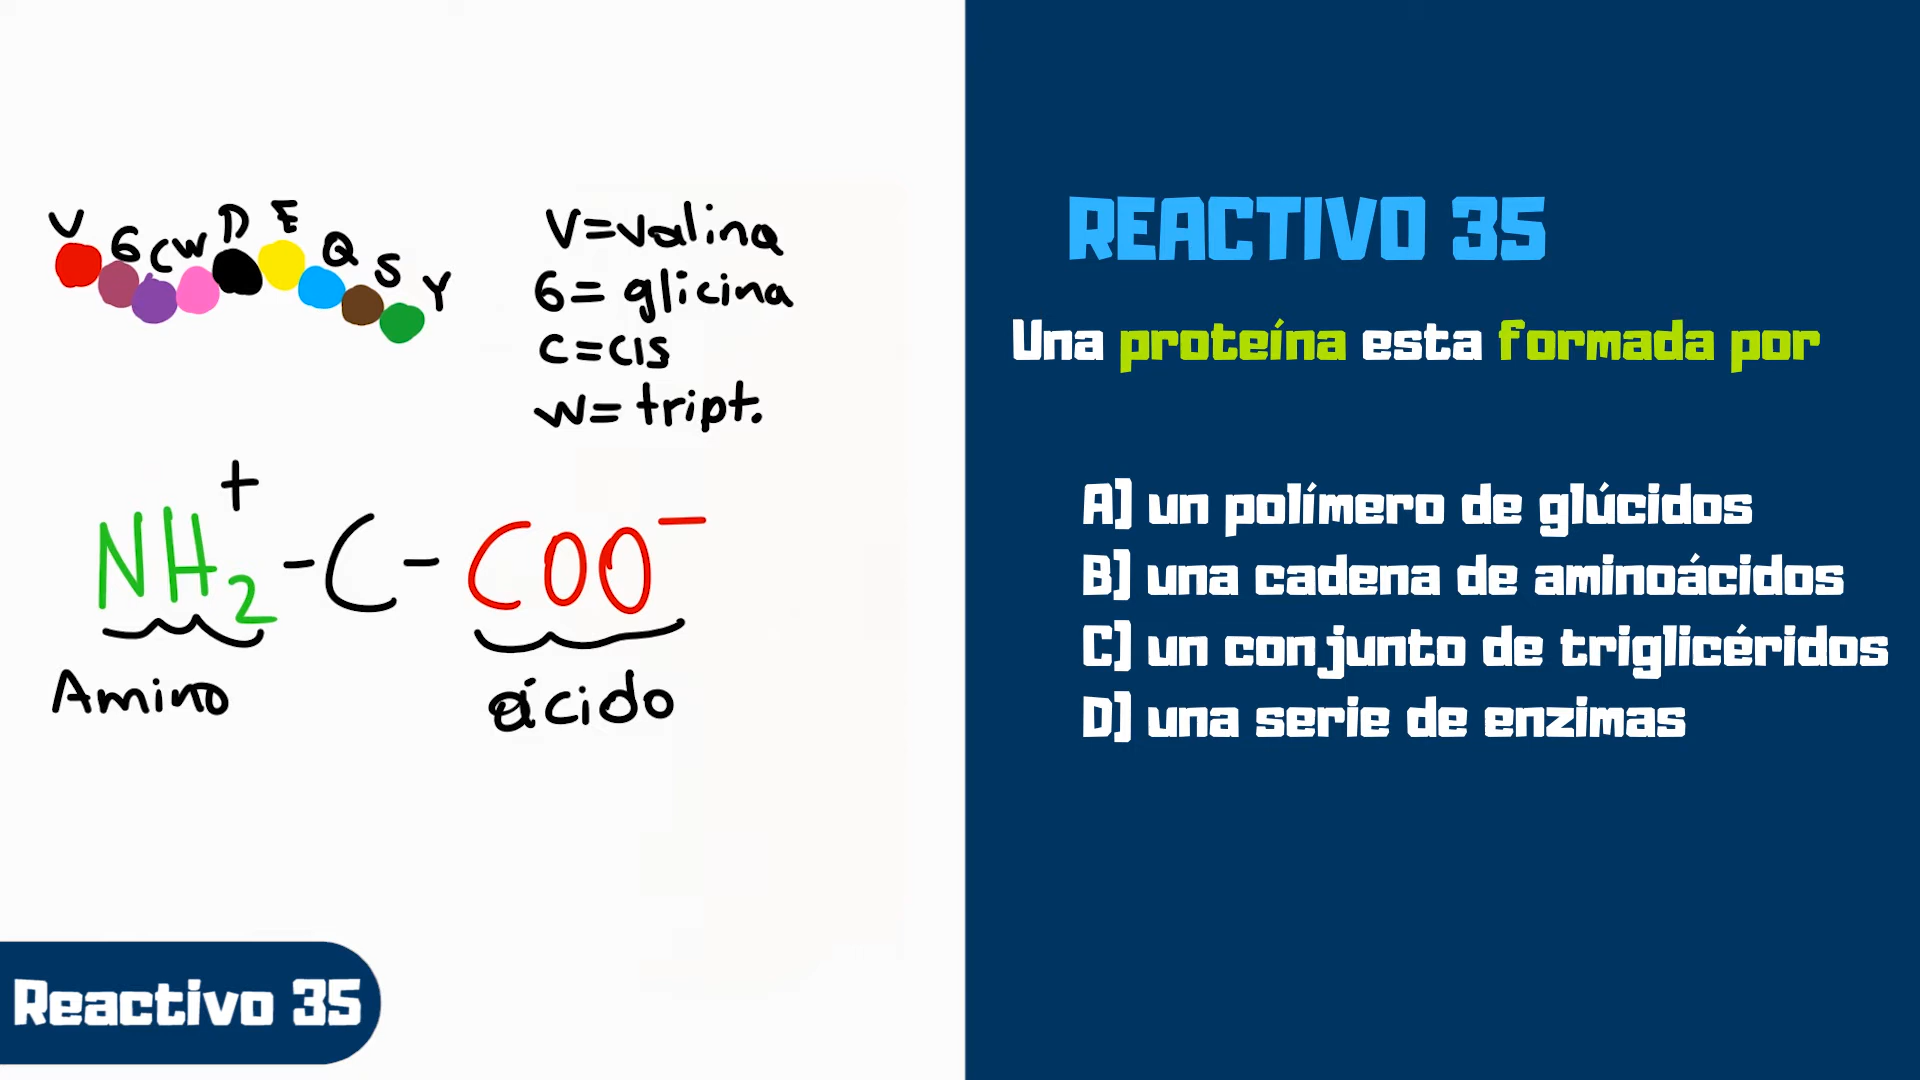 V G C W D E Q S Y
V=valina
G= glicina
C=cis
W= tript.
NH2+ -C- COO−
Amino ácido
Reactivo 35
REACTIVO 35
Una proteína esta formada por
A) un polímero de glúcidos
B) una cadena de aminoácidos
C) un conjunto de triglicéridos
D) una serie de enzimas